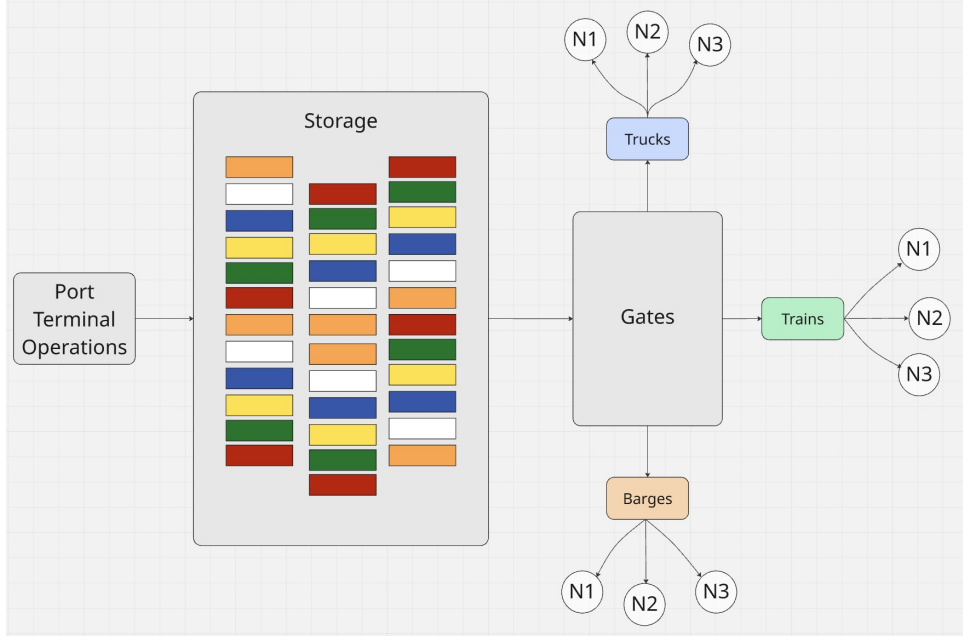 N1
N2
N3
Storage
Trucks
Port
Terminal
Operations
Gates
Trains
N1
N2
N3
Barges
N1
N2
N3